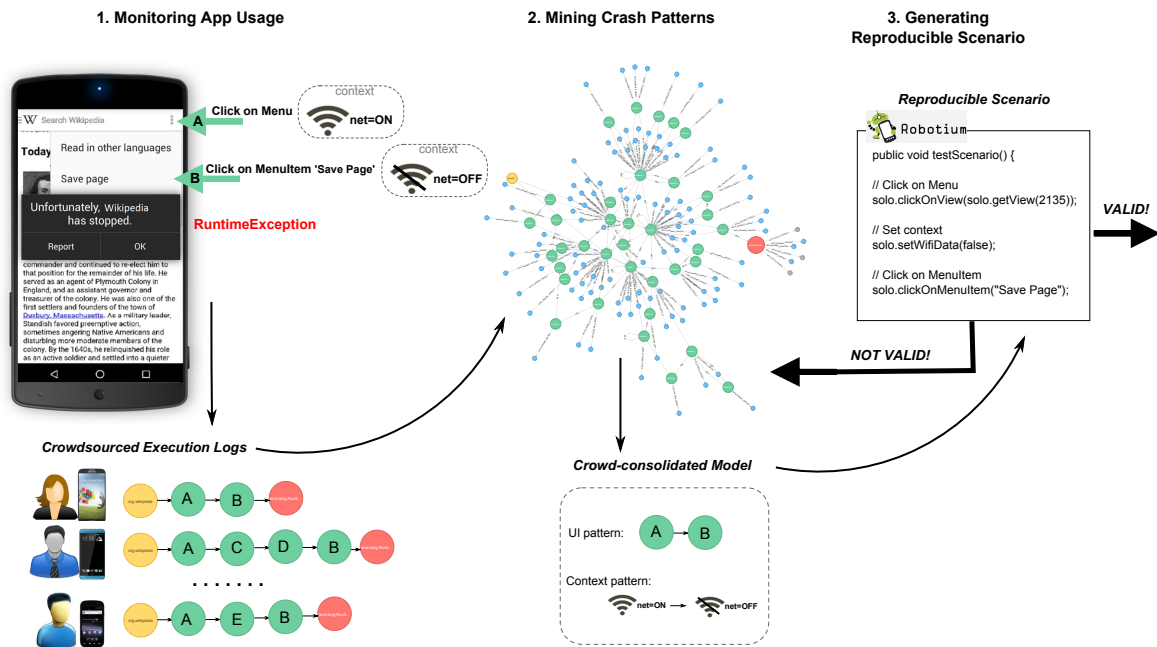 1. Monitoring App Usage
2. Mining Crash Patterns
3. Generating
Reproducible Scenario
W Search Wikipedia
Today
Read in other languages
Save page
Unfortunately, Wikipedia
has stopped.
Report OK
commander and continued to re-elect him to
that position for the remainder of his life. He
served as an agent of Plymouth Colony in
England, and as assistant governor and
treasurer of the colony. He was also one of the
first settlers and founders of the town of
Duxbury, Massachusetts. As a military leader,
Standish favored preemptive action,
sometimes angering Native Americans and
disturbing more moderate members of the
colony. By the 1640s, he relinquished his role
as an active soldier and settled into a quieter
A Click on Menu
context
net=ON
B Click on MenuItem 'Save Page'
context
net=OFF
RuntimeException
Crowdsourced Execution Logs
org.wikipedia A B
org.wikipedia A C D B
. . . . . . .
org.wikipedia A E B
Crowd-consolidated Model
UI pattern: A B
Context pattern:
net=ON net=OFF
Reproducible Scenario
Robotium
public void testScenario() {
// Click on Menu
solo.clickOnView(solo.getView(2135));
// Set context
solo.setWifiData(false);
// Click on MenuItem
solo.clickOnMenuItem("Save Page");
VALID!
NOT VALID!